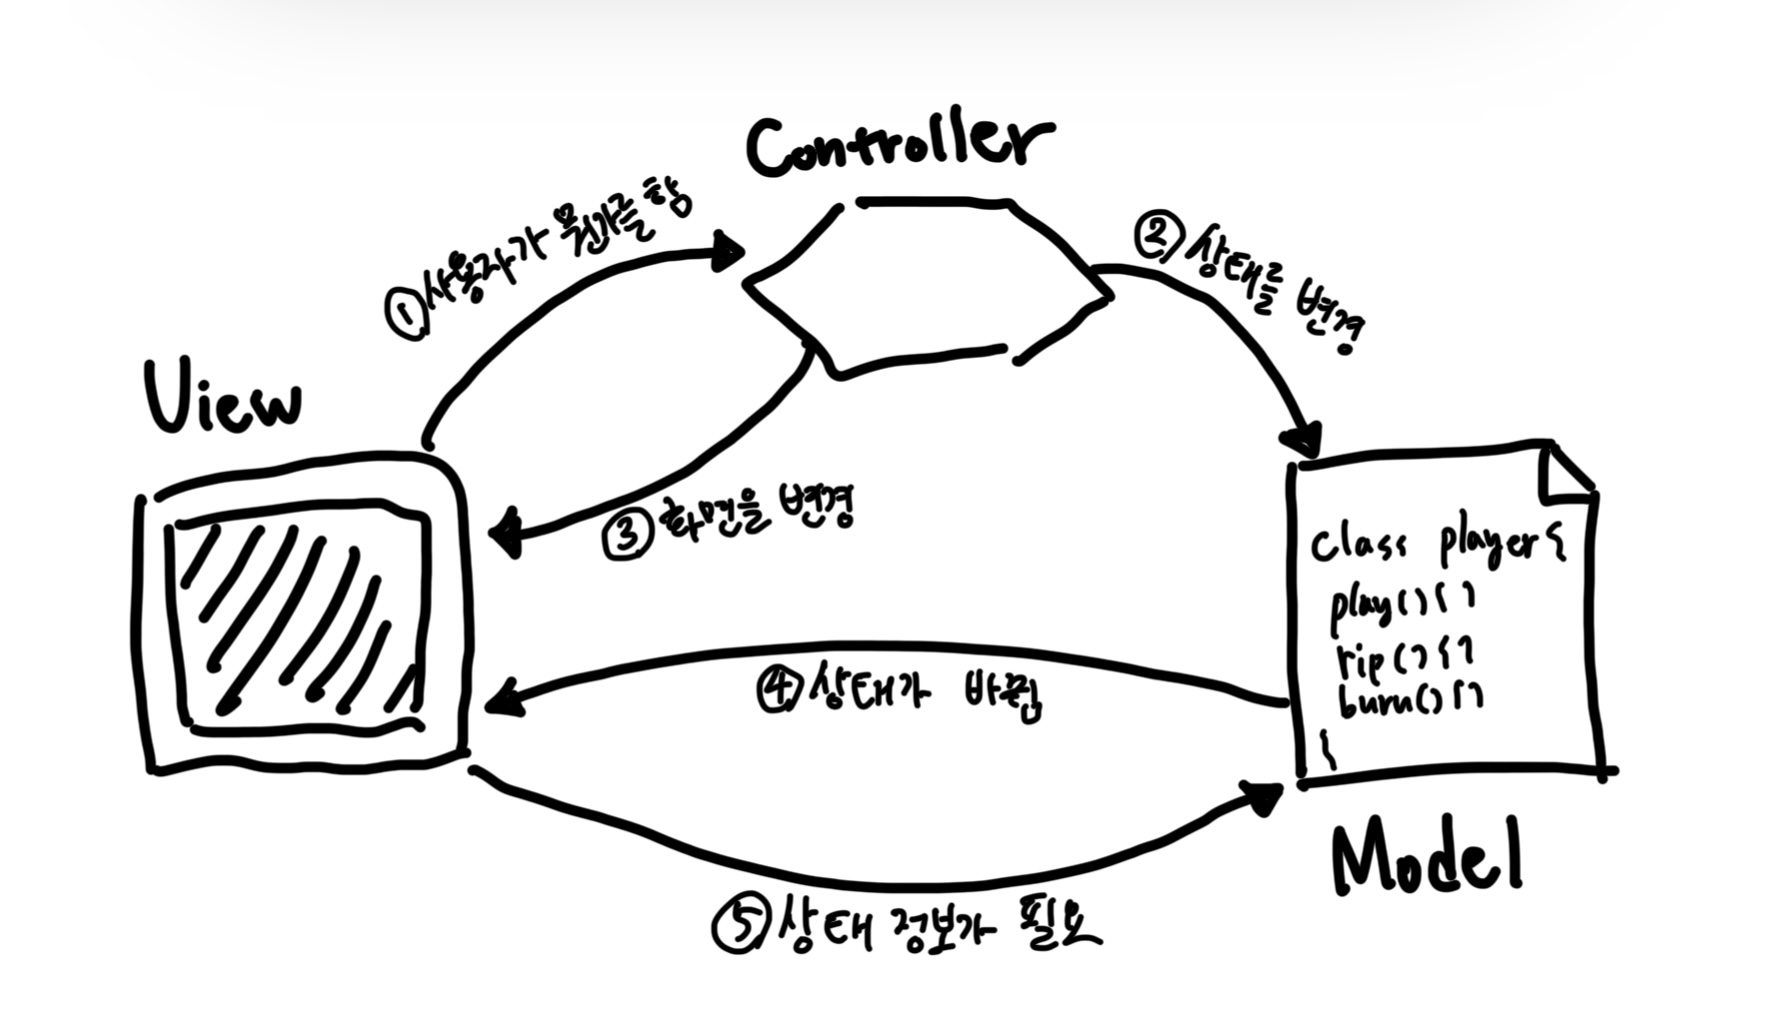 Controller
① 사용자가 뭔가를 함
② 상태를 변경
View
③ 화면을 변경
class player {
play() { }
rip() { }
burn() { }
}
④ 상태가 바뀜
Model
⑤ 상태 정보가 필요